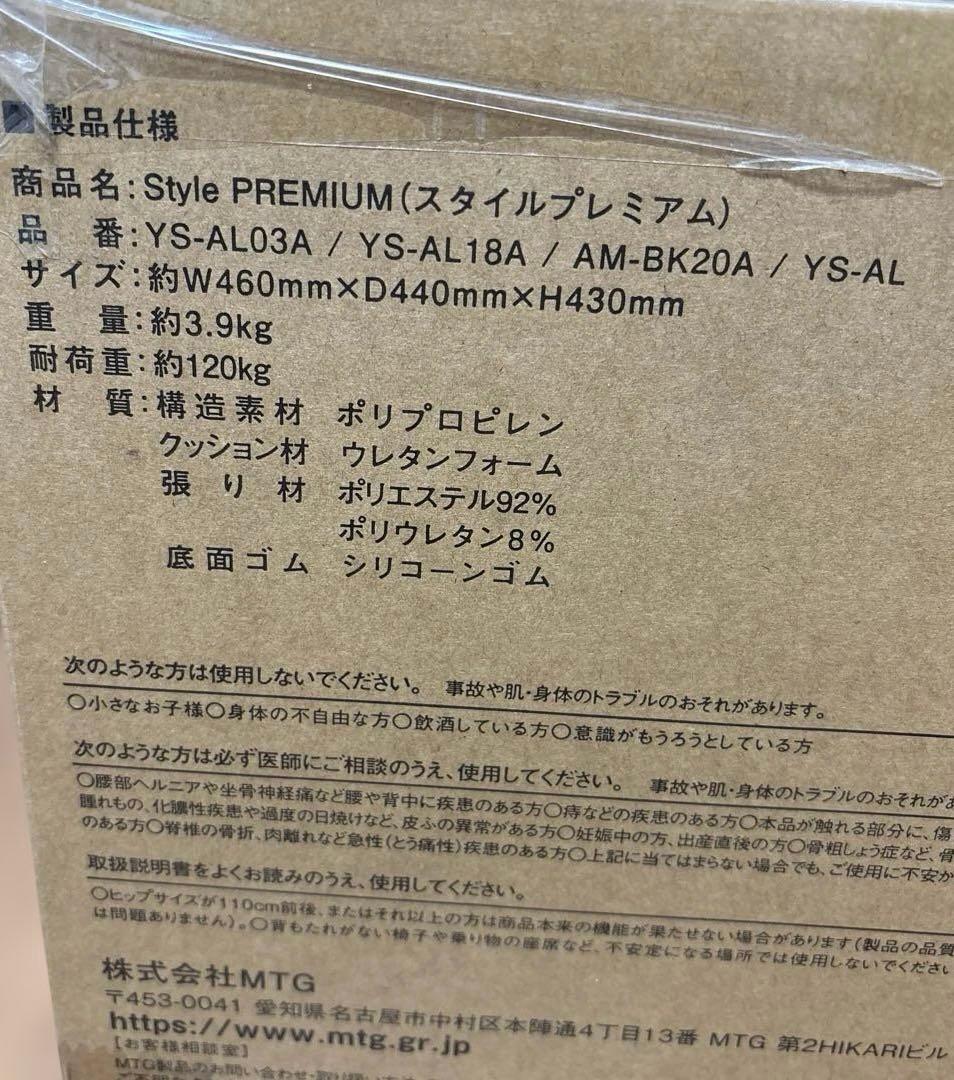 製品仕様
商品名：Style PREMIUM（スタイルプレミアム）
品　番：YS-AL03A / YS-AL18A / AM-BK20A / YS-AL
サイズ：約W460mm×D440mm×H430mm
重　量：約3.9kg
耐荷重：約120kg
材　質：構造素材　ポリプロピレン
クッション材　ウレタンフォーム
張り材　ポリエステル92%
ポリウレタン8%
底面ゴム　シリコーンゴム
次のような方は使用しないでください。　事故や肌・身体のトラブルのおそれがあります。
○小さなお子様○身体の不自由な方○飲酒している方○意識がもうろうとしている方
次のような方は必ず医師にご相談のうえ、使用してください。　事故や肌・身体のトラブルのおそれがあ
○腰部ヘルニアや坐骨神経痛など腰や背中に疾患のある方○痔などの疾患のある方○本品が触れる部分に、傷
腫れもの、化膿性疾患や過度の日焼けなど、皮ふの異常がある方○妊娠中の方、出産直後の方○骨粗しょう症など、骨
のある方○脊椎の骨折、肉離れなど急性（とう痛性）疾患のある方○上記に当てはまらない場合でも、ご使用に不安か
取扱説明書をよくお読みのうえ、使用してください。
○ヒップサイズが110cm前後、またはそれ以上の方は商品本来の機能が果たせない場合があります（製品の品質
は問題ありません）。○背もたれがない椅子や乗り物の座席など、不安定になる場所では使用しないでください
株式会社MTG
〒453-0041 愛知県名古屋市中村区本陣通4丁目13番 MTG 第2HIKARIビル
https://www.mtg.gr.jp
【お客様相談室】
MTG製品のお問い合わせ・取り扱い方